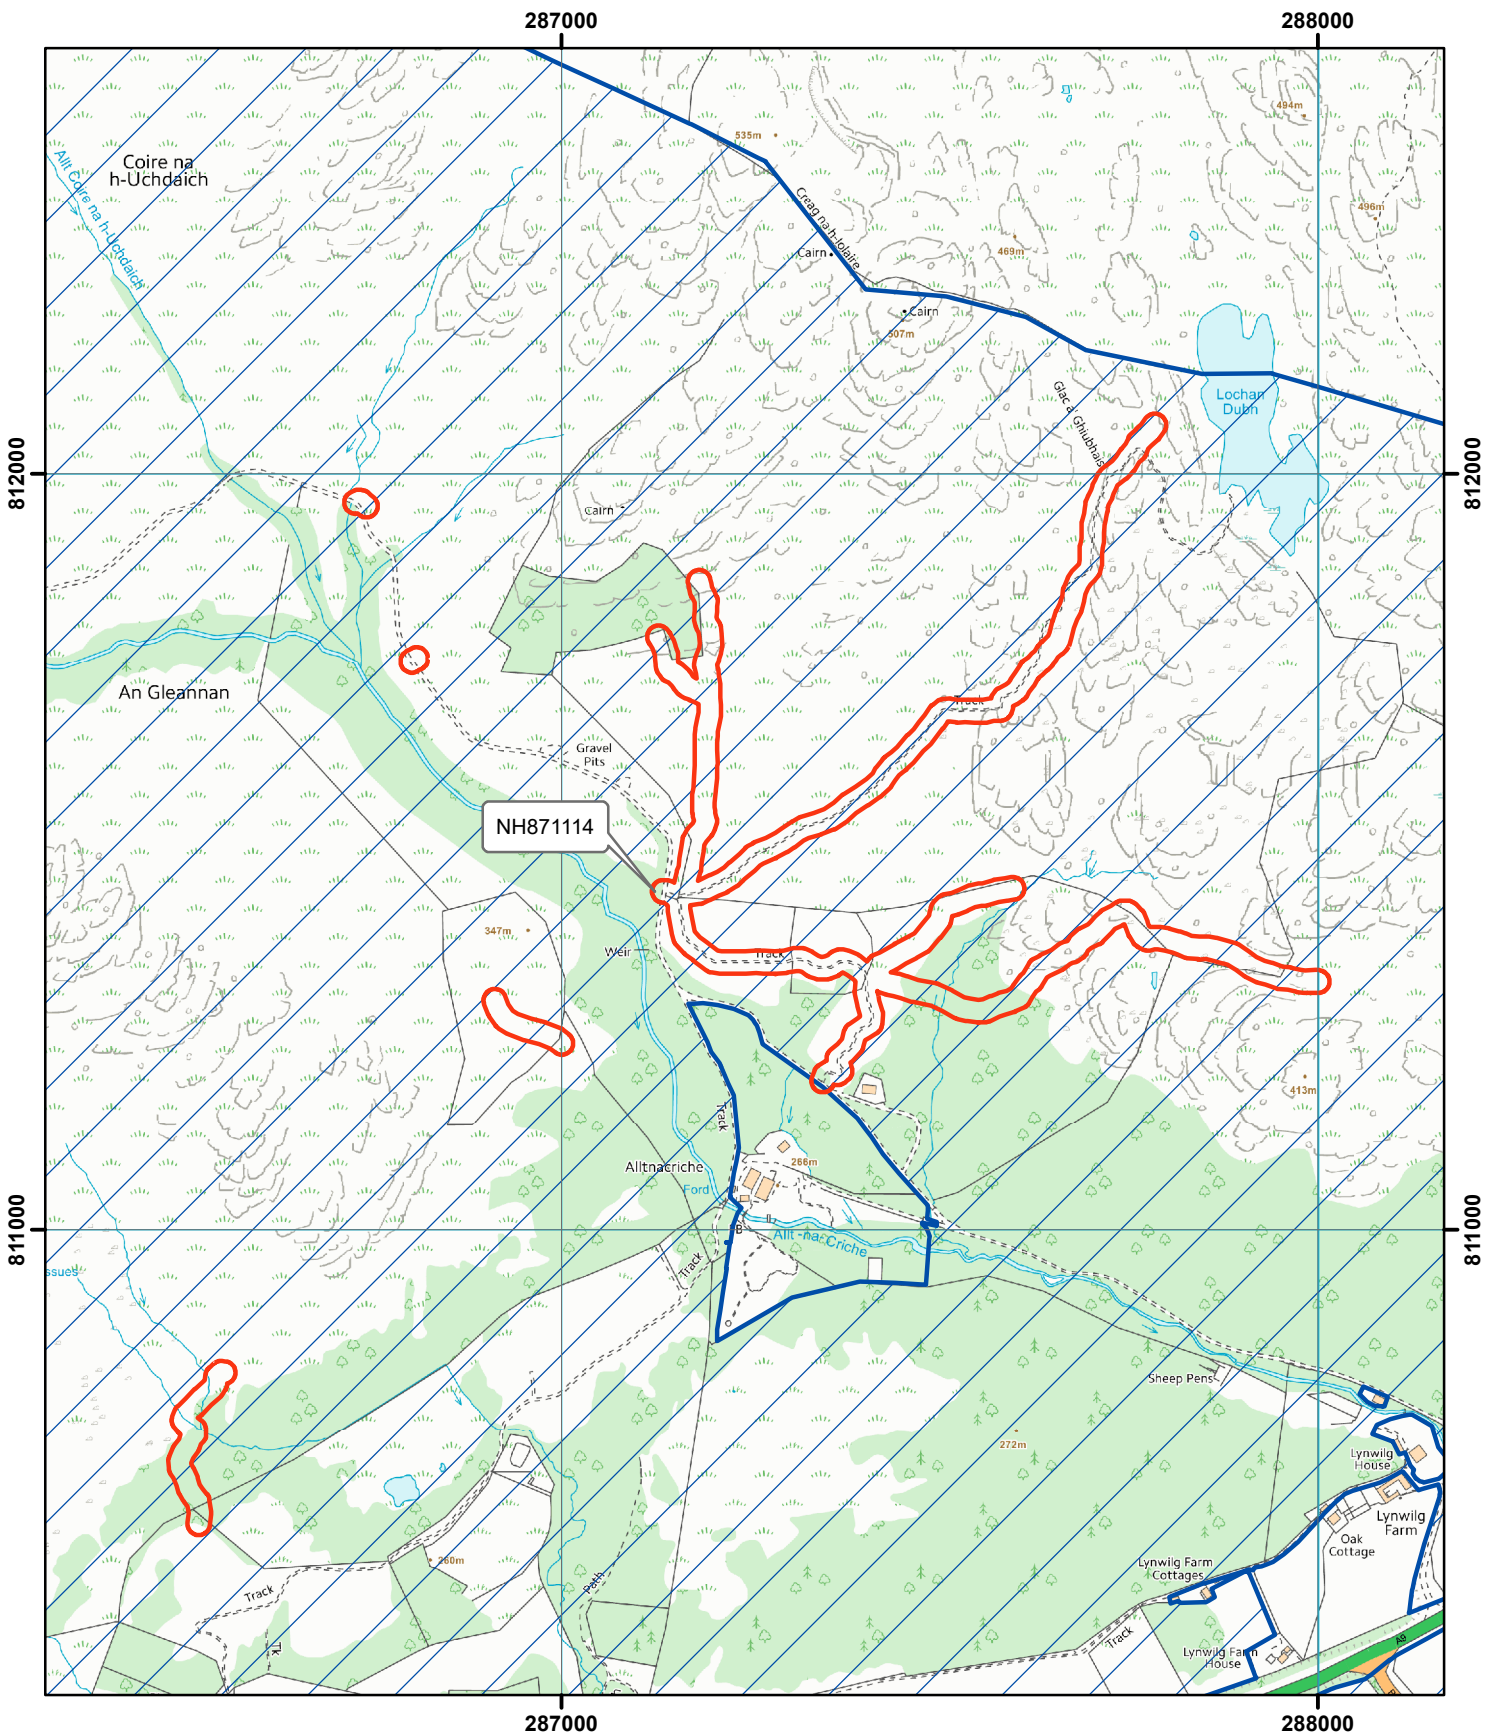 287000
288000
Coire na
h-Uchdaich
Allt Coire na h-Uchdaich
535m
494m
496m
Creag na h-Iolaire
Cairn
469m
Cairn
507m
Lochan
Dubh
Glac a' Ghiubhais
812000
812000
Cairn
An Gleannan
Track
Gravel
Pits
NH871114
347m
Weir
Track
413m
Track
Alltnacriche
266m
Ford
811000
811000
FB
Allt -na- Criche
Track
ssues
Sheep Pens
272m
Lynwilg
House
Lynwilg
Farm
Oak
Cottage
260m
Lynwilg Farm
Cottages
Path
Track
Tk
Track
Lynwilg Farm
House
A9
287000
288000